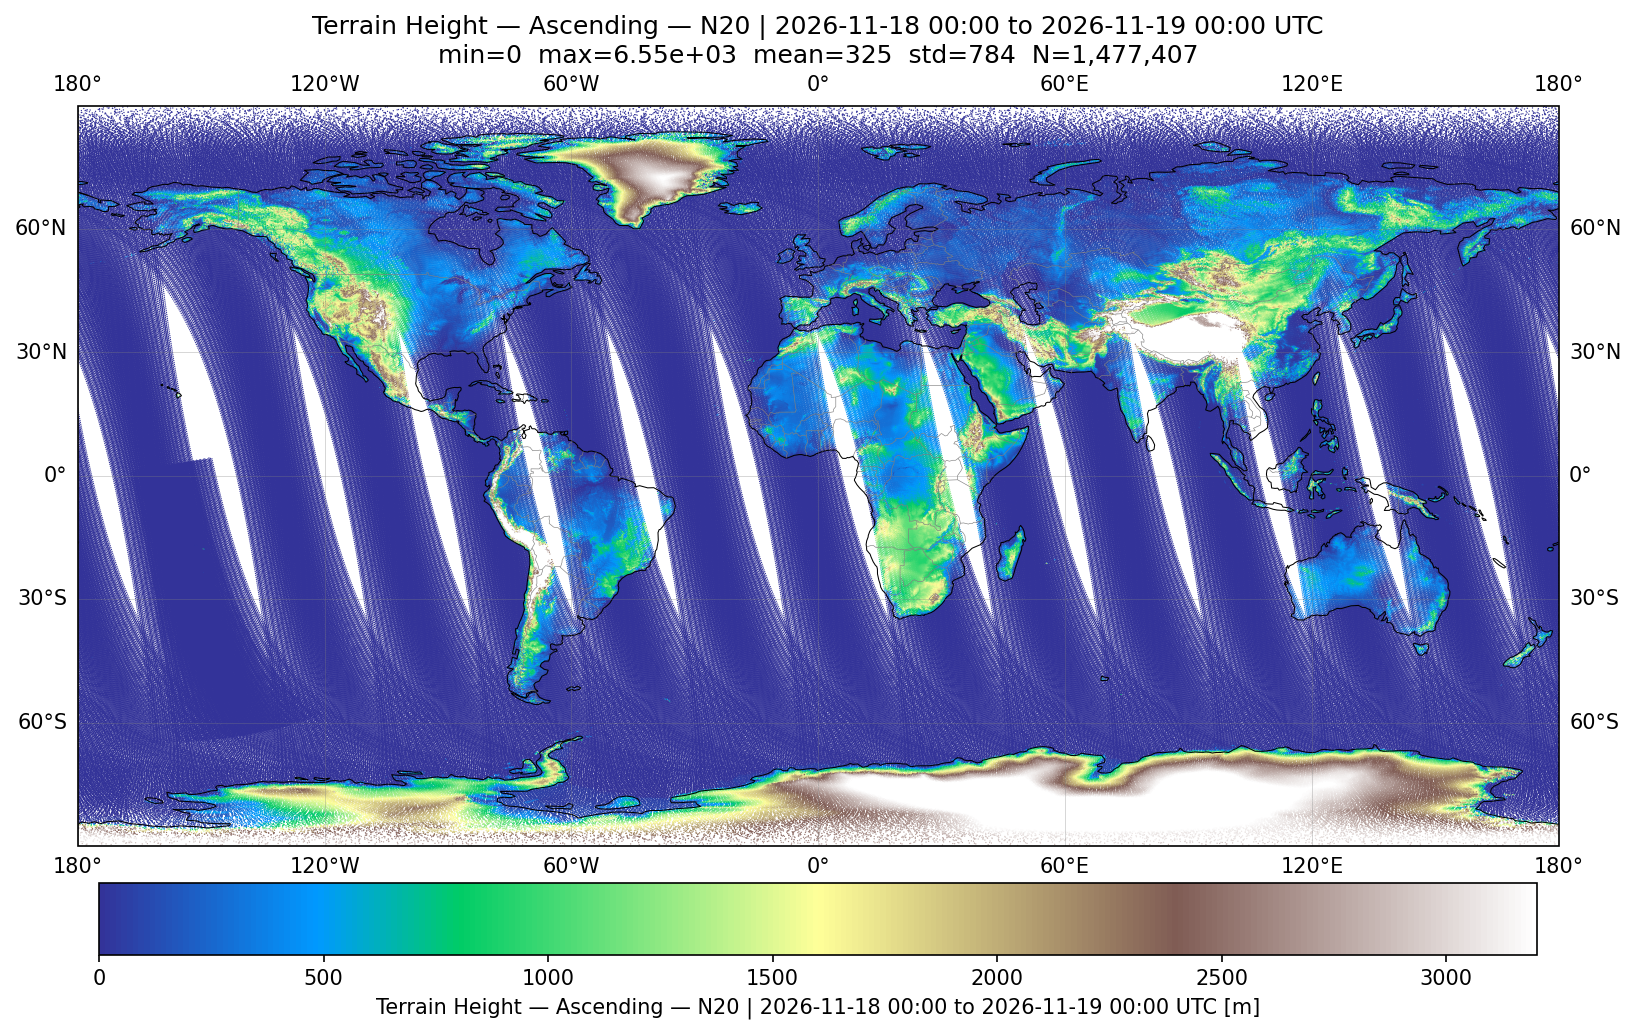 Terrain Height — Ascending — N20 | 2026-11-18 00:00 to 2026-11-19 00:00 UTC
min=0 max=6.55e+03 mean=325 std=784 N=1,477,407
180° 120°W 60°W 0° 60°E 120°E 180°
60°N 60°N
30°N 30°N
0° 0°
30°S 30°S
60°S 60°S
180° 120°W 60°W 0° 60°E 120°E 180°
0 500 1000 1500 2000 2500 3000
Terrain Height — Ascending — N20 | 2026-11-18 00:00 to 2026-11-19 00:00 UTC [m]